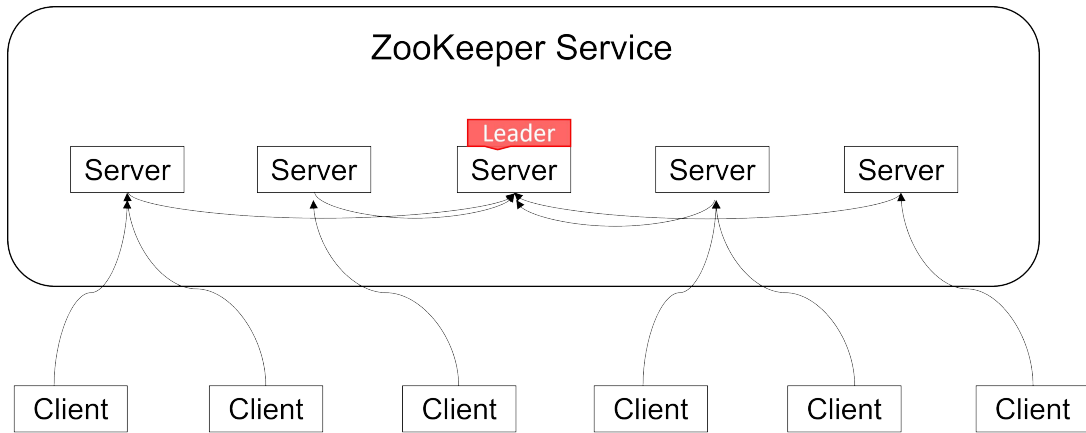 ZooKeeper Service
Leader
Server
Server
Server
Server
Server
Client
Client
Client
Client
Client
Client